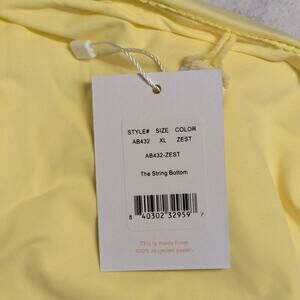 STYLE# SIZE COLOR
AB432 XL ZEST
AB432-ZEST
The String Bottom
8 40302 32959 7
This is made from
100% recycled paper.